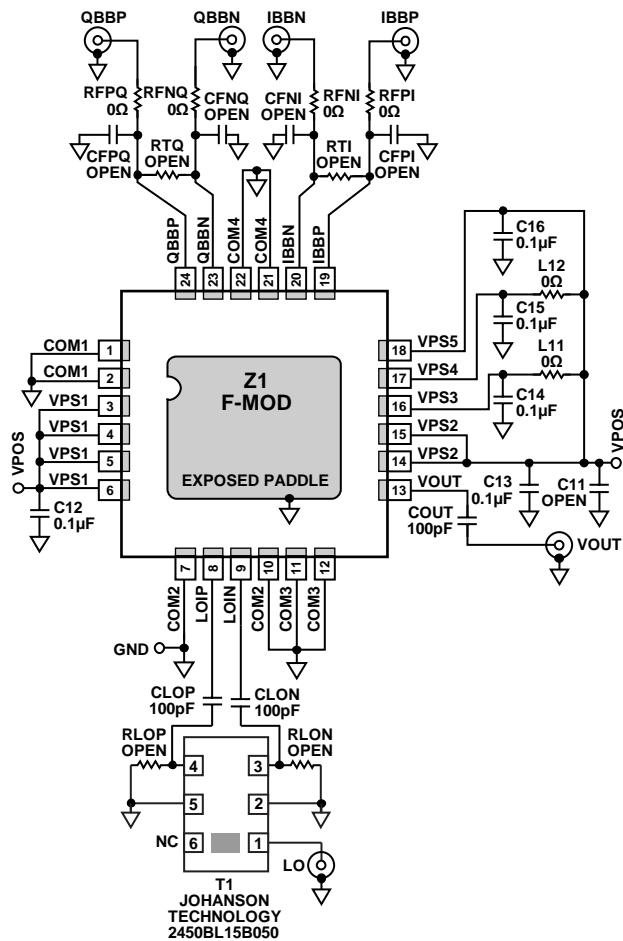 QBBP QBBN IBBN IBBP
RFPQ 0Ω
RFNQ 0Ω
RFNI 0Ω
RFPI 0Ω
CFNQ OPEN
CFNI OPEN
CFPQ OPEN
RTQ OPEN
RTI OPEN
CFPI OPEN
QBBP QBBN COM4 COM4 IBBN IBBP
24 23 22 21 20 19
C16
0.1µF
L12
0Ω
C15
0.1µF
L11
0Ω
C14
0.1µF
COM1 1
COM1 2
VPS1 3
VPS1 4
VPS1 5
VPS1 6
VPOS
C12
0.1µF
Z1
F-MOD
EXPOSED PADDLE
18 VPS5
17 VPS4
16 VPS3
15 VPS2
14 VPS2
13 VOUT
VPOS
C13
0.1µF
C11
OPEN
COUT
100pF
VOUT
7 8 9 10 11 12
COM2 LOIP LOIN COM2 COM3 COM3
GND
CLOP
100pF
CLON
100pF
RLOP
OPEN
RLON
OPEN
4 3
5 2
NC 6 1
LO
T1
JOHANSON
TECHNOLOGY
2450BL15B050